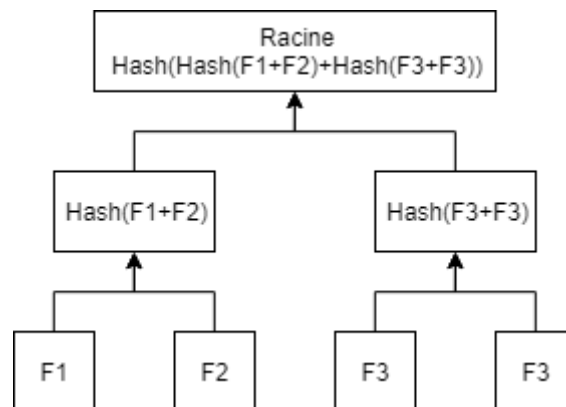 Racine
Hash(Hash(F1+F2)+Hash(F3+F3))
Hash(F1+F2)
Hash(F3+F3)
F1
F2
F3
F3